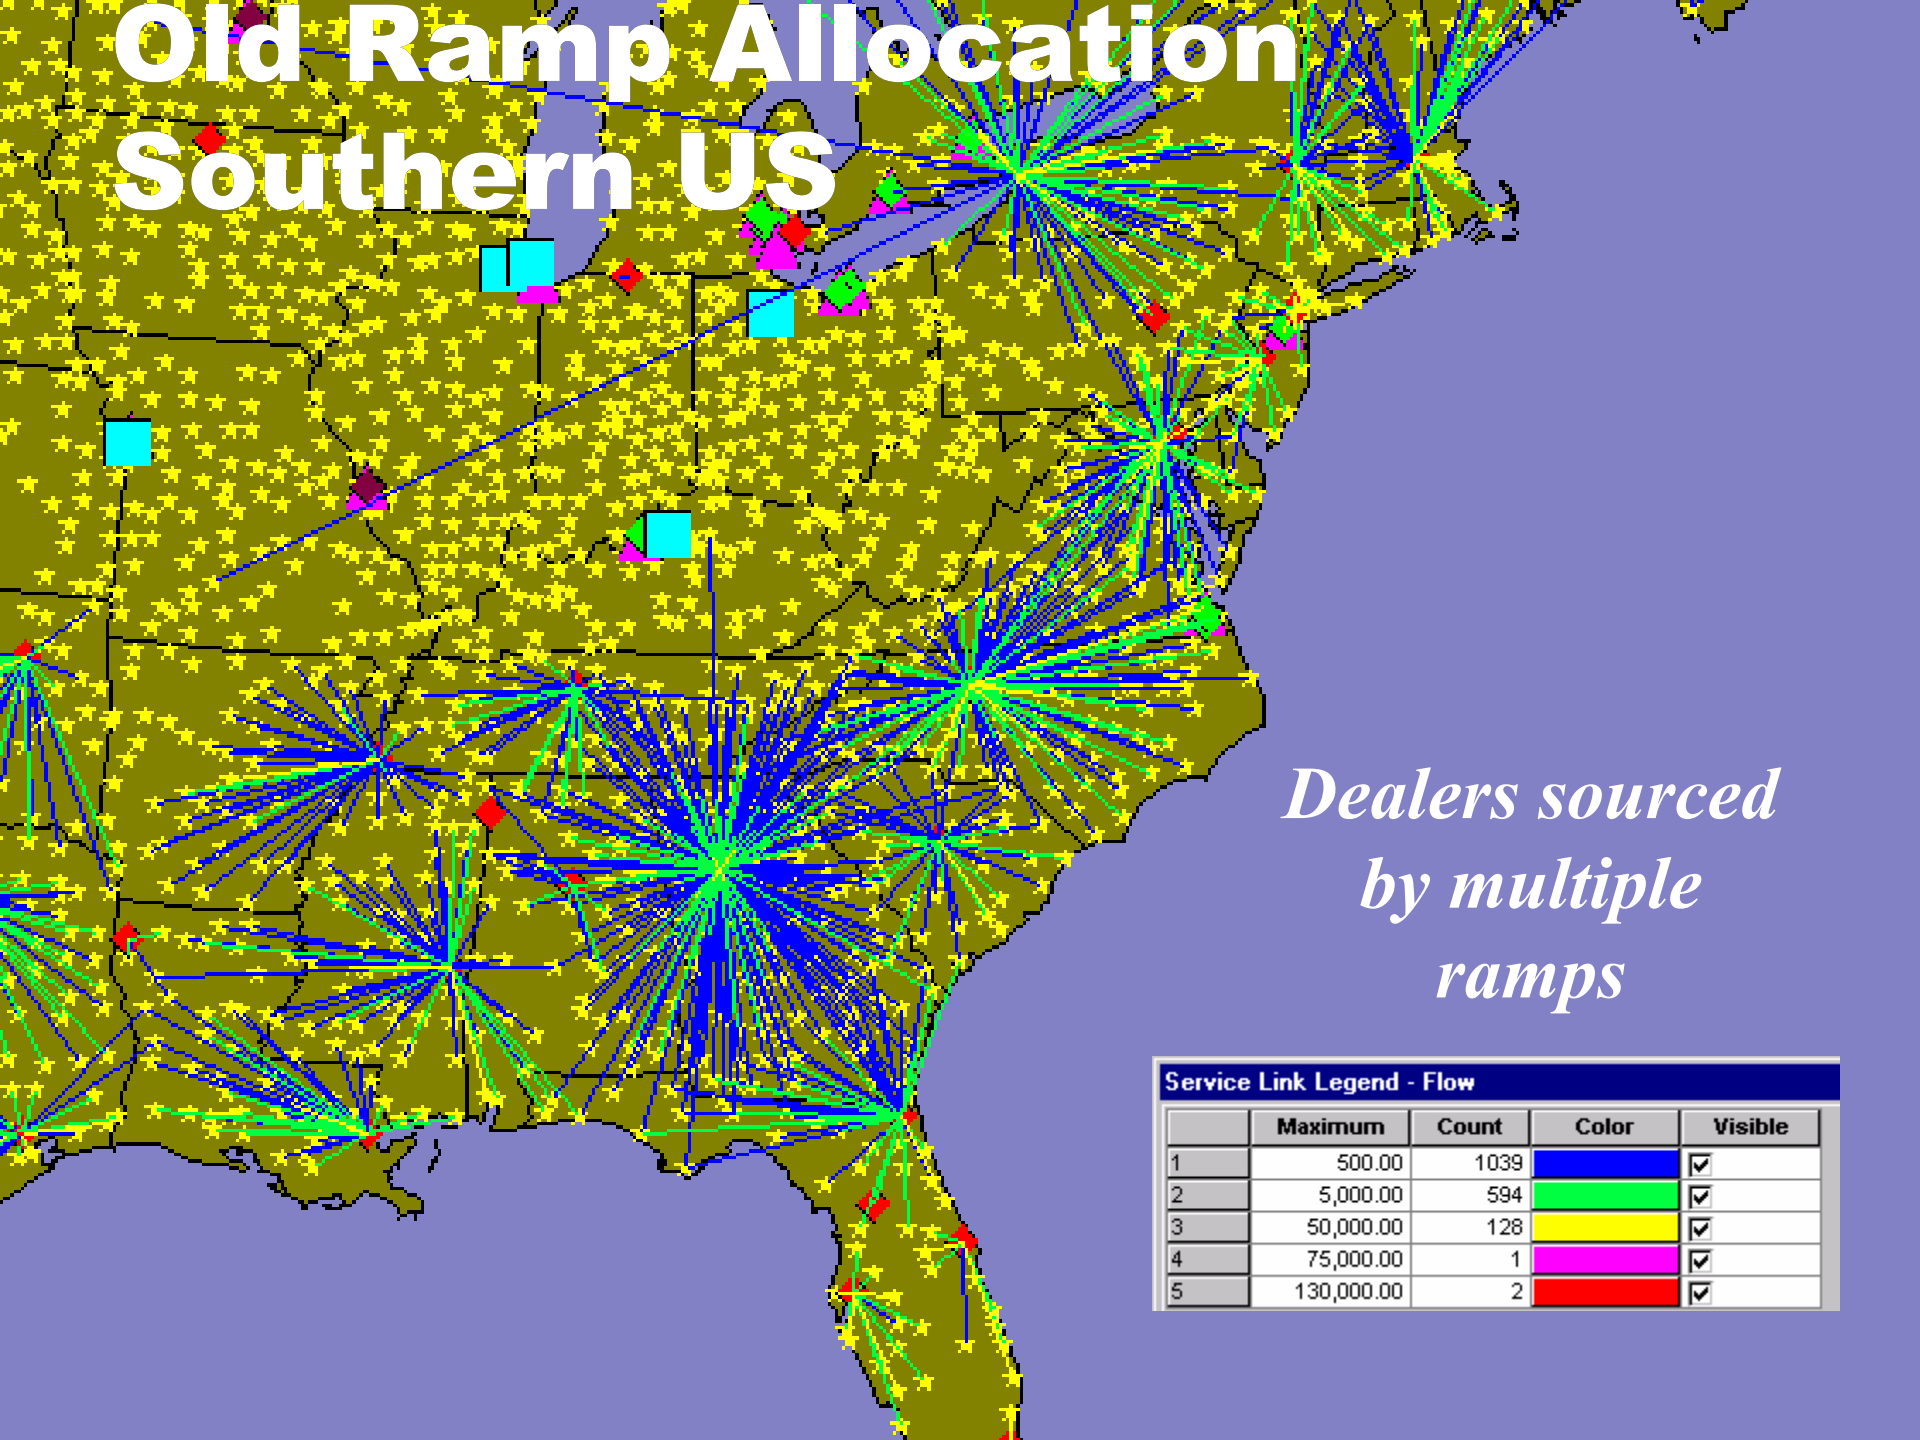 Old Ramp Allocation
Southern US
Dealers sourced
by multiple
ramps
Service Link Legend - Flow
Maximum Count Color Visible
1 500.00 1039
2 5,000.00 594
3 50,000.00 128
4 75,000.00 1
5 130,000.00 2